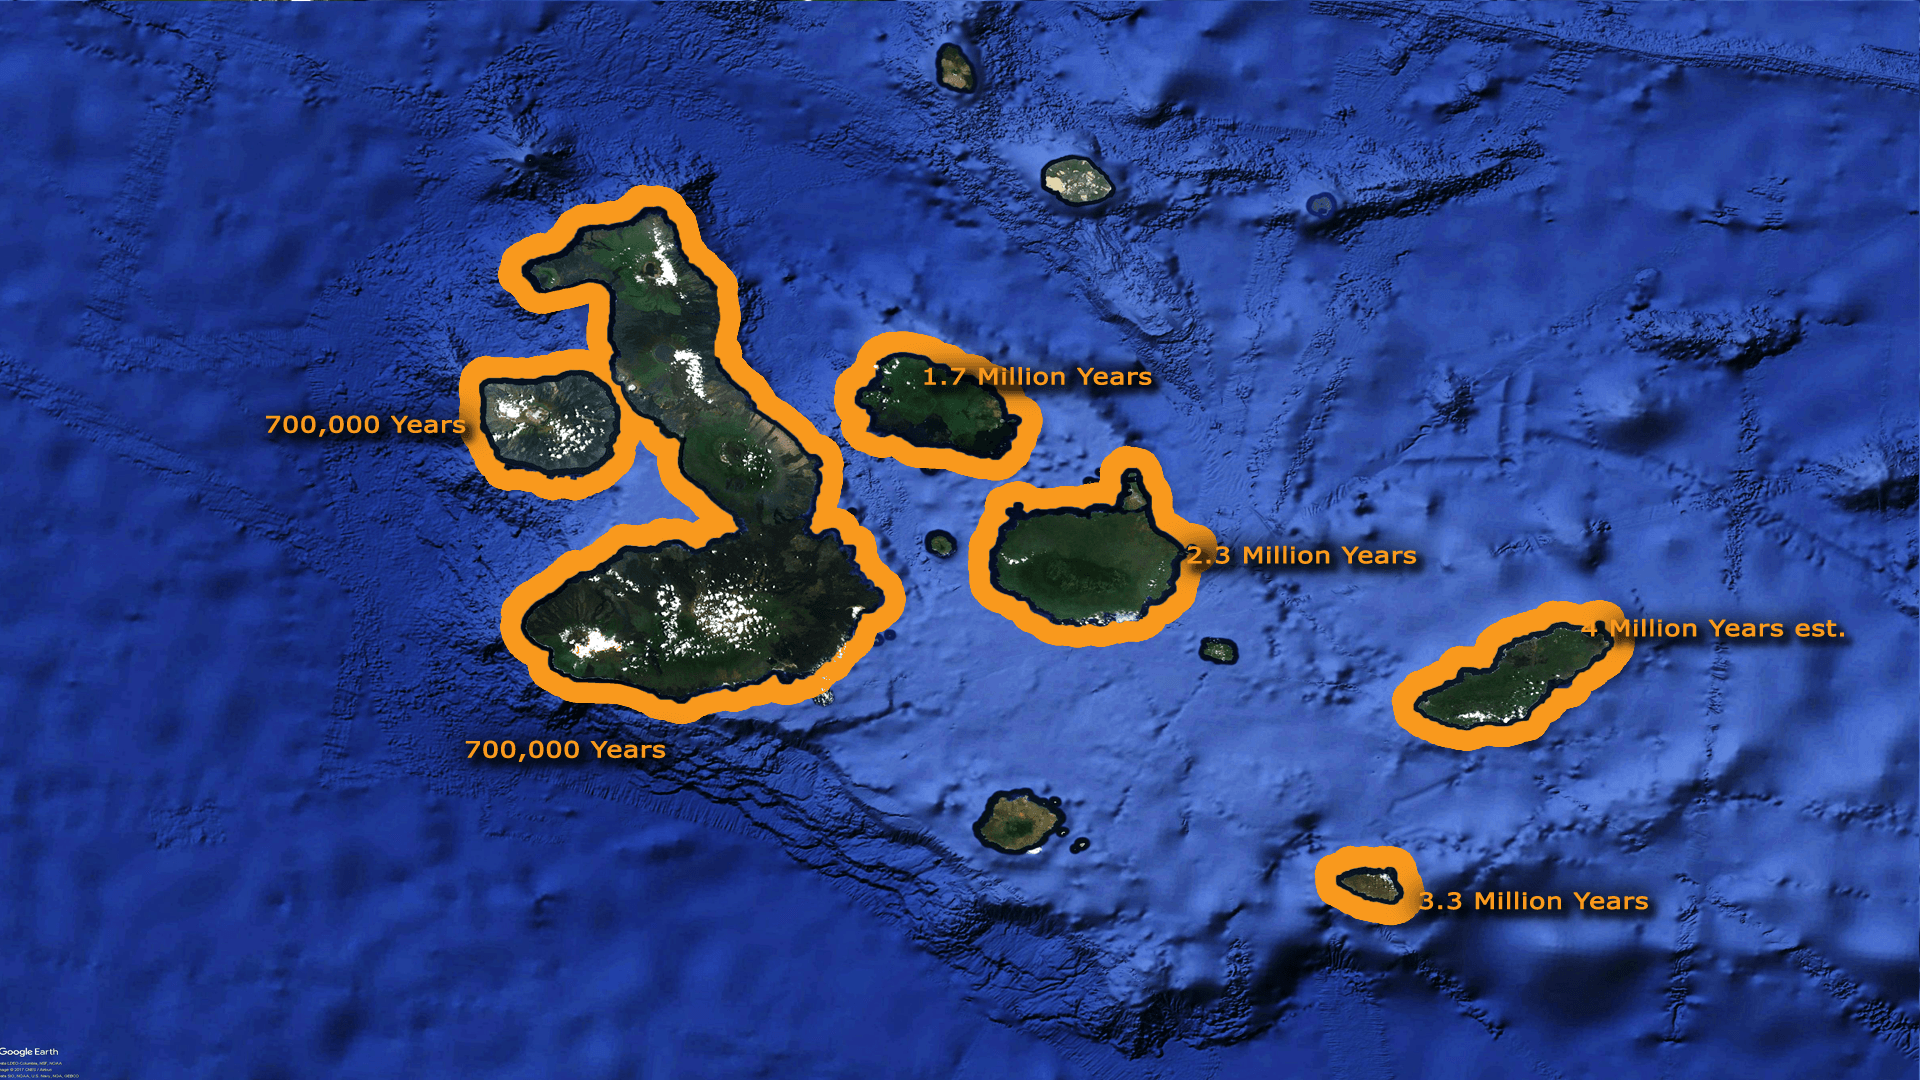 1.7 Million Years
700,000 Years
2.3 Million Years
4 Million Years est.
700,000 Years
3.3 Million Years
Google Earth